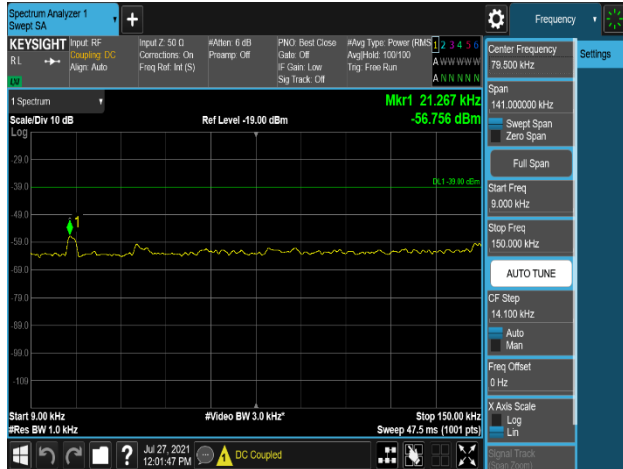 Spectrum Analyzer 1
Swept SA
Frequency
KEYSIGHT
Input: RF
Input Z: 50 Ω
#Atten: 6 dB
PNO: Best Close
#Avg Type: Power (RMS
1 2 3 4 5 6
R L
Coupling: DC
Corrections: On
Preamp: Off
Gate: Off
Avg|Hold: 100/100
A W W W W W
Align: Auto
Freq Ref: Int (S)
IF Gain: Low
Trig: Free Run
Sig Track: Off
A N N N N N
LW
1 Spectrum
Mkr1 21.267 kHz
Scale/Div 10 dB
Ref Level -19.00 dBm
-56.756 dBm
Log
-29.0
-39.0
DL1 -39.00 dBm
-49.0
1
-59.0
-69.0
-79.0
-89.0
-99.0
-109
Start 9.00 kHz
#Video BW 3.0 kHz*
Stop 150.00 kHz
#Res BW 1.0 kHz
Sweep 47.5 ms (1001 pts)
?
Jul 27, 2021
12:01:47 PM
DC Coupled
Settings
Center Frequency
79.500 kHz
Span
141.000000 kHz
Swept Span
Zero Span
Full Span
Start Freq
9.000 kHz
Stop Freq
150.000 kHz
AUTO TUNE
CF Step
14.100 kHz
Auto
Man
Freq Offset
0 Hz
X Axis Scale
Log
Lin
Signal Track
(Span Zoom)